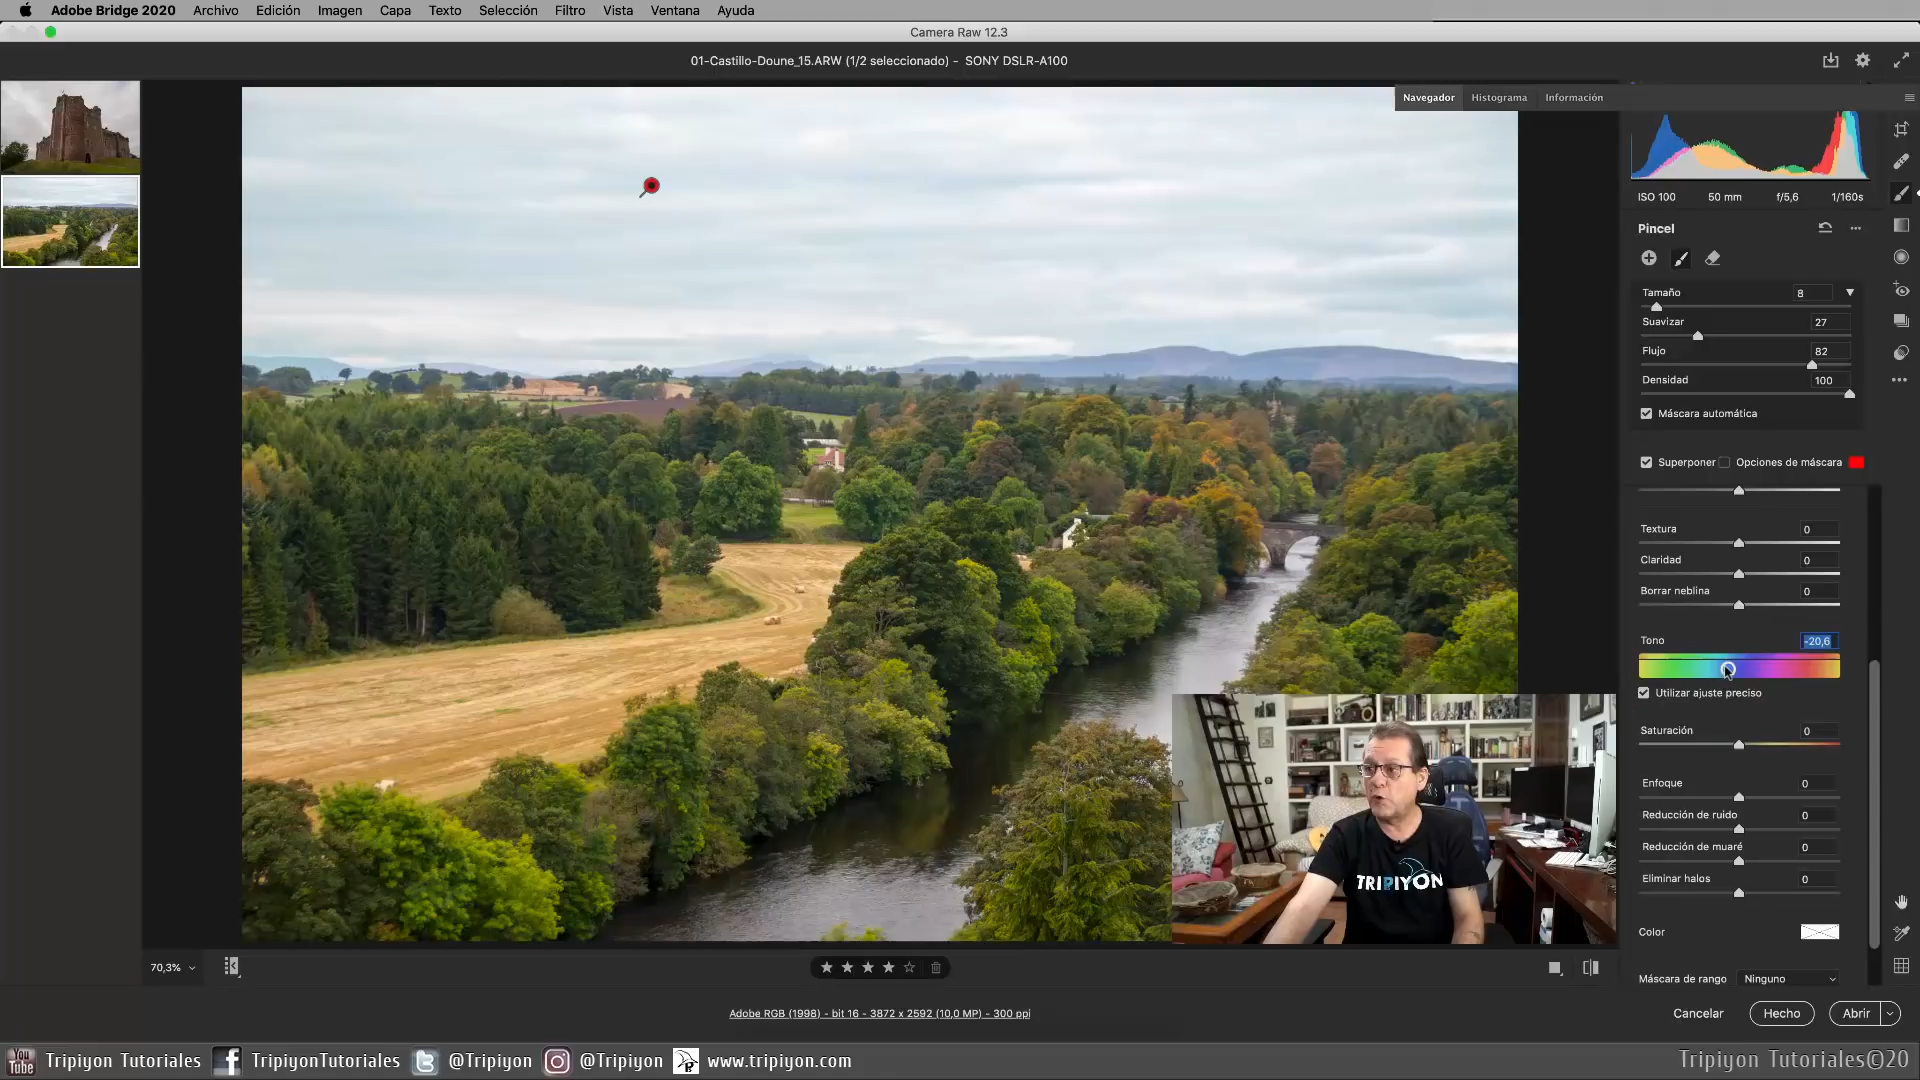 Adobe Bridge 2020 Archivo Edición Imagen Capa Texto Selección Filtro Vista Ventana Ayuda
Camera Raw 12.3
01-Castillo-Doune_15.ARW (1/2 seleccionado) - SONY DSLR-A100
Navegador Histograma Información
ISO 100 50 mm f/5,6 1/160s
Pincel
Tamaño 8
Suavizar 27
Flujo 82
Densidad 100
Máscara automática
Superponer Opciones de máscara
Textura 0
Claridad 0
Borrar neblina 0
Tono -20,6
Utilizar ajuste preciso
Saturación 0
Enfoque 0
Reducción de ruido 0
Reducción de muaré 0
Eliminar halos 0
Color
TRIPIYON
70,3%
Máscara de rango Ninguno
Adobe RGB (1998) - bit 16 - 3872 x 2592 (10,0 MP) - 300 ppi
Cancelar Hecho Abrir
You Tube Tripiyon Tutoriales TripiyonTutoriales @Tripiyon @Tripiyon www.tripiyon.com
Tripiyon Tutoriales©20